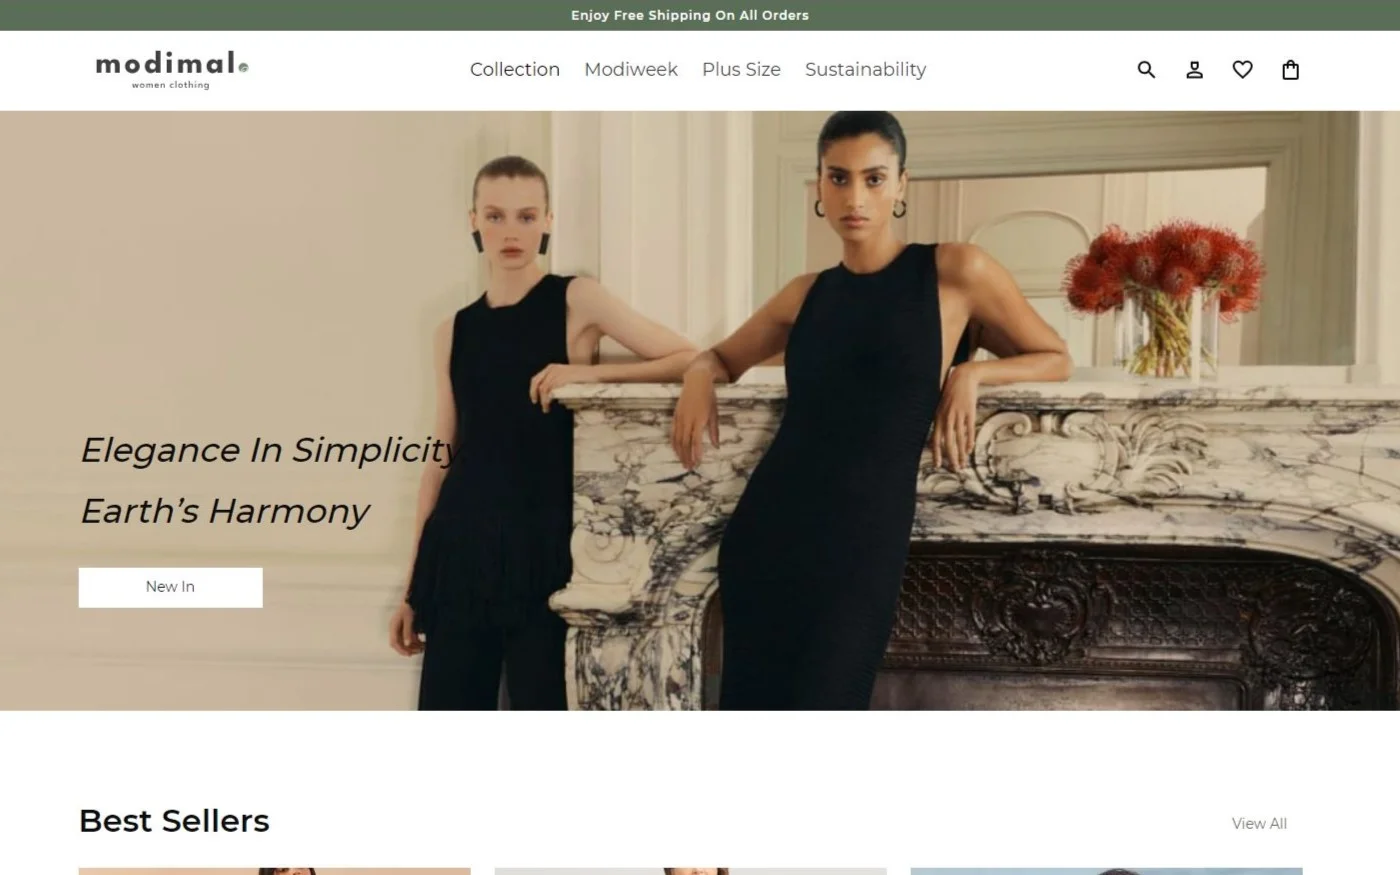 Enjoy Free Shipping On All Orders
modimal
women clothing
Collection
Modiweek
Plus Size
Sustainability
Elegance In Simplicity
Earth’s Harmony
New In
Best Sellers
View All